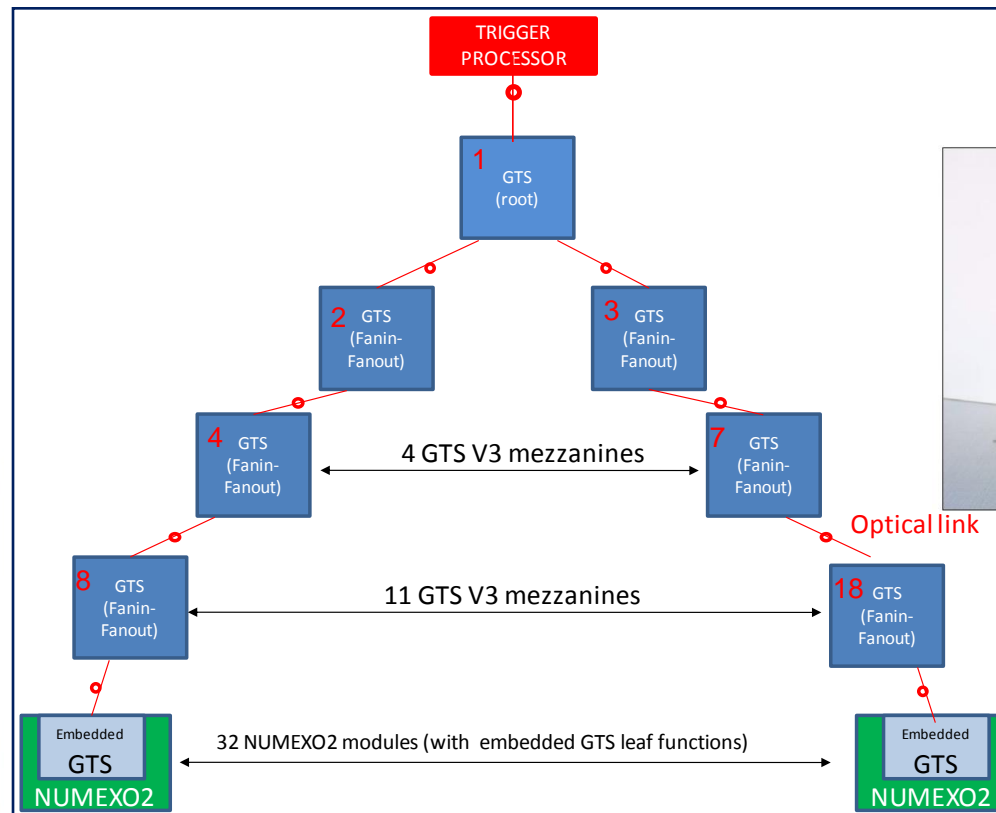 TRIGGER
PROCESSOR
1
GTS
(root)
2
GTS
(Fanin-
Fanout)
3
GTS
(Fanin-
Fanout)
4
GTS
(Fanin-
Fanout)
4 GTS V3 mezzanines
7
GTS
(Fanin-
Fanout)
Optical link
8
GTS
(Fanin-
Fanout)
11 GTS V3 mezzanines
18
GTS
(Fanin-
Fanout)
Embedded
GTS
NUMEXO2
32 NUMEXO2 modules (with embedded GTS leaf functions)
Embedded
GTS
NUMEXO2